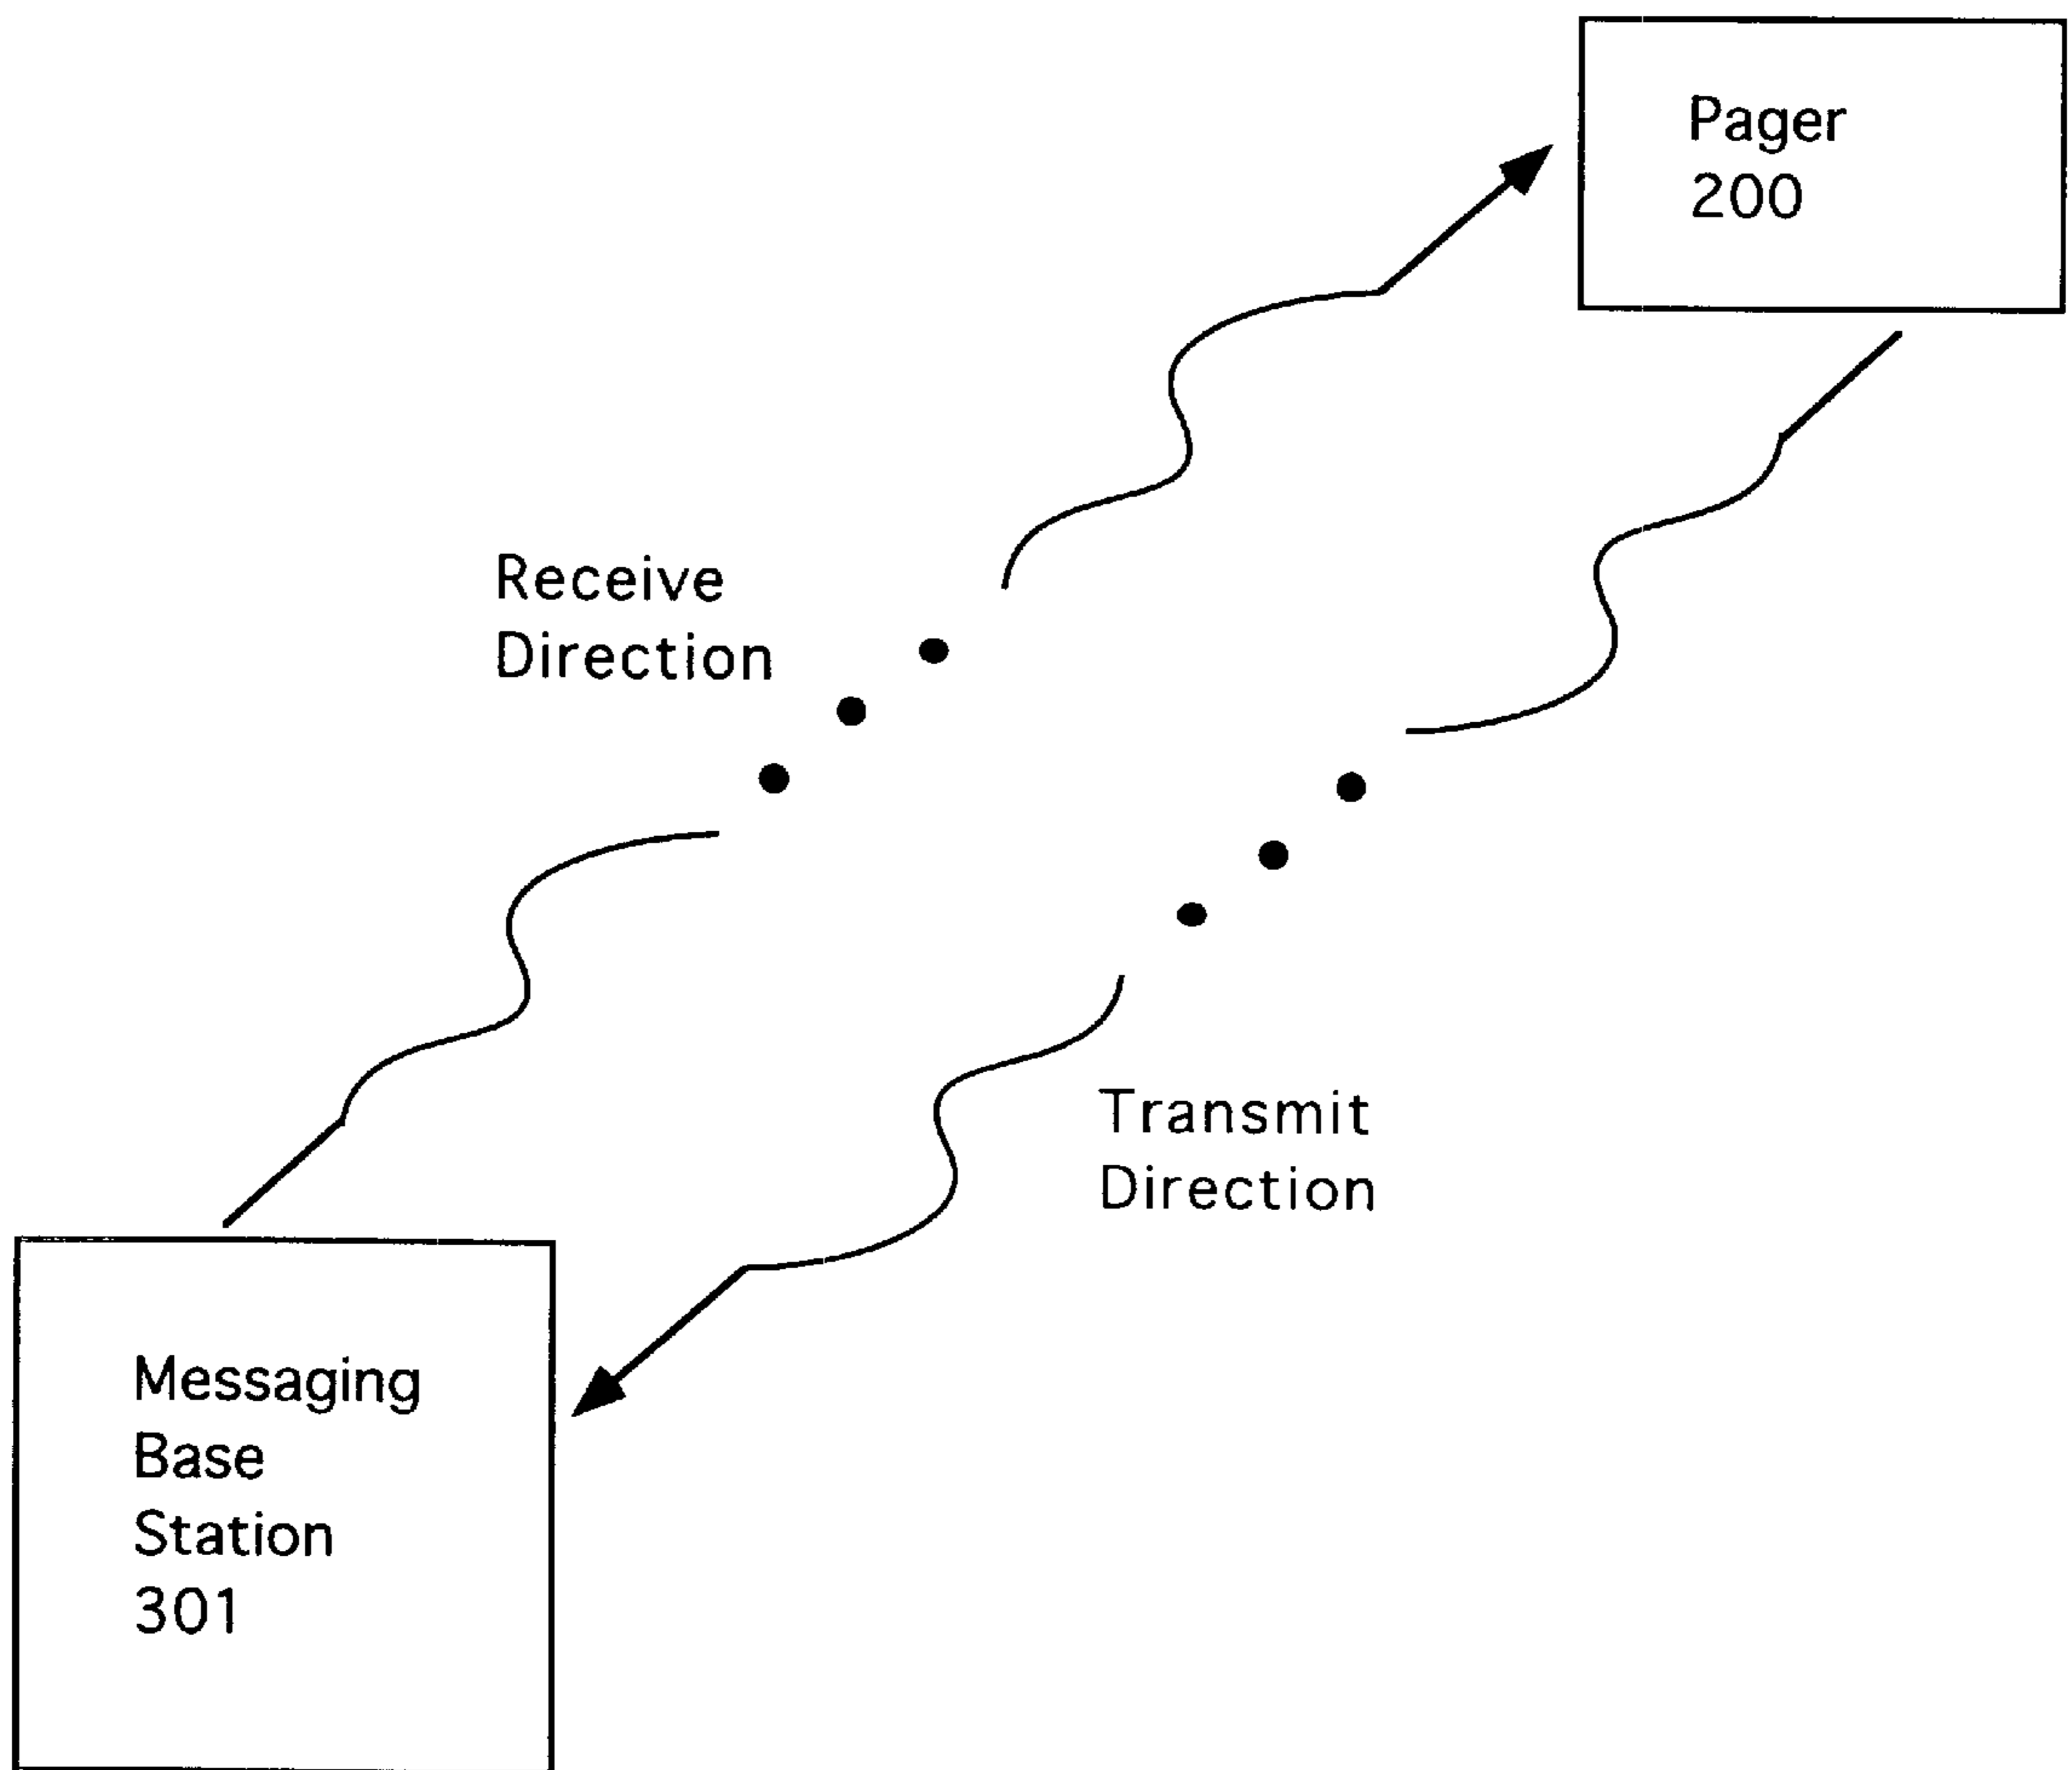 Pager
200
Receive
Direction
Transmit
Direction
Messaging
Base
Station
301